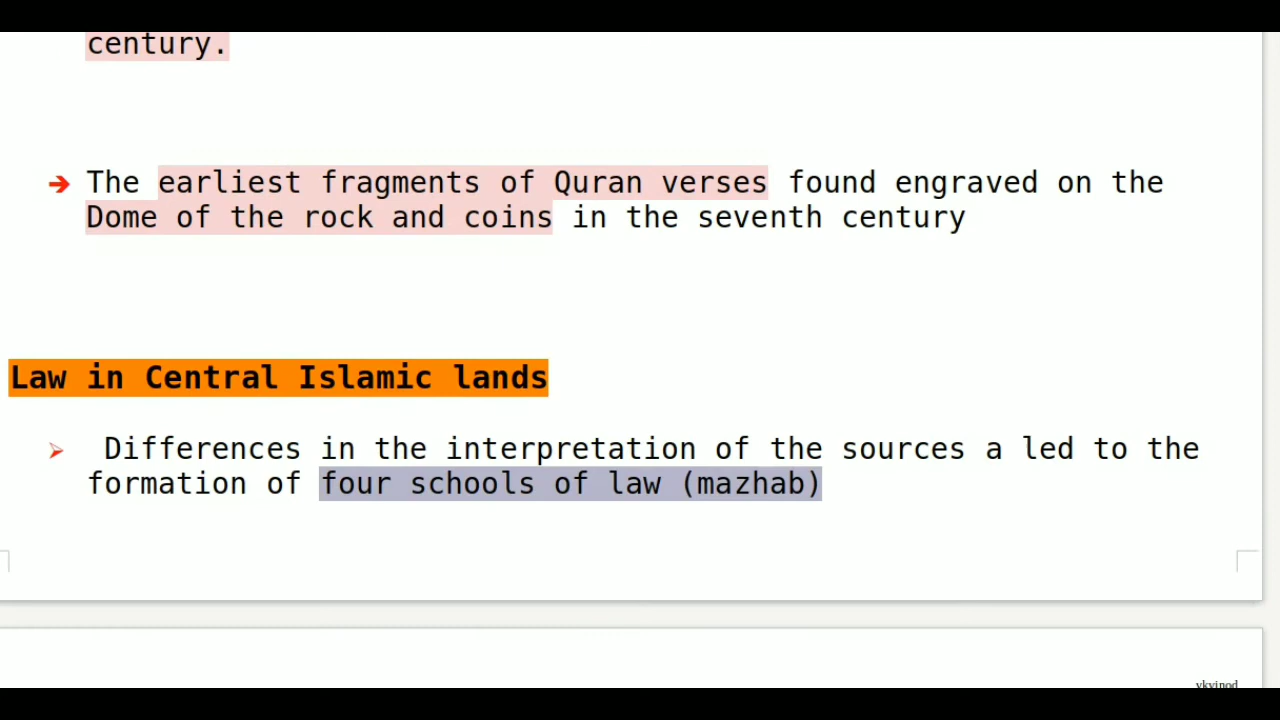 century.
The earliest fragments of Quran verses found engraved on the
Dome of the rock and coins in the seventh century
Law in Central Islamic lands
Differences in the interpretation of the sources a led to the
formation of four schools of law (mazhab)
vkvinod